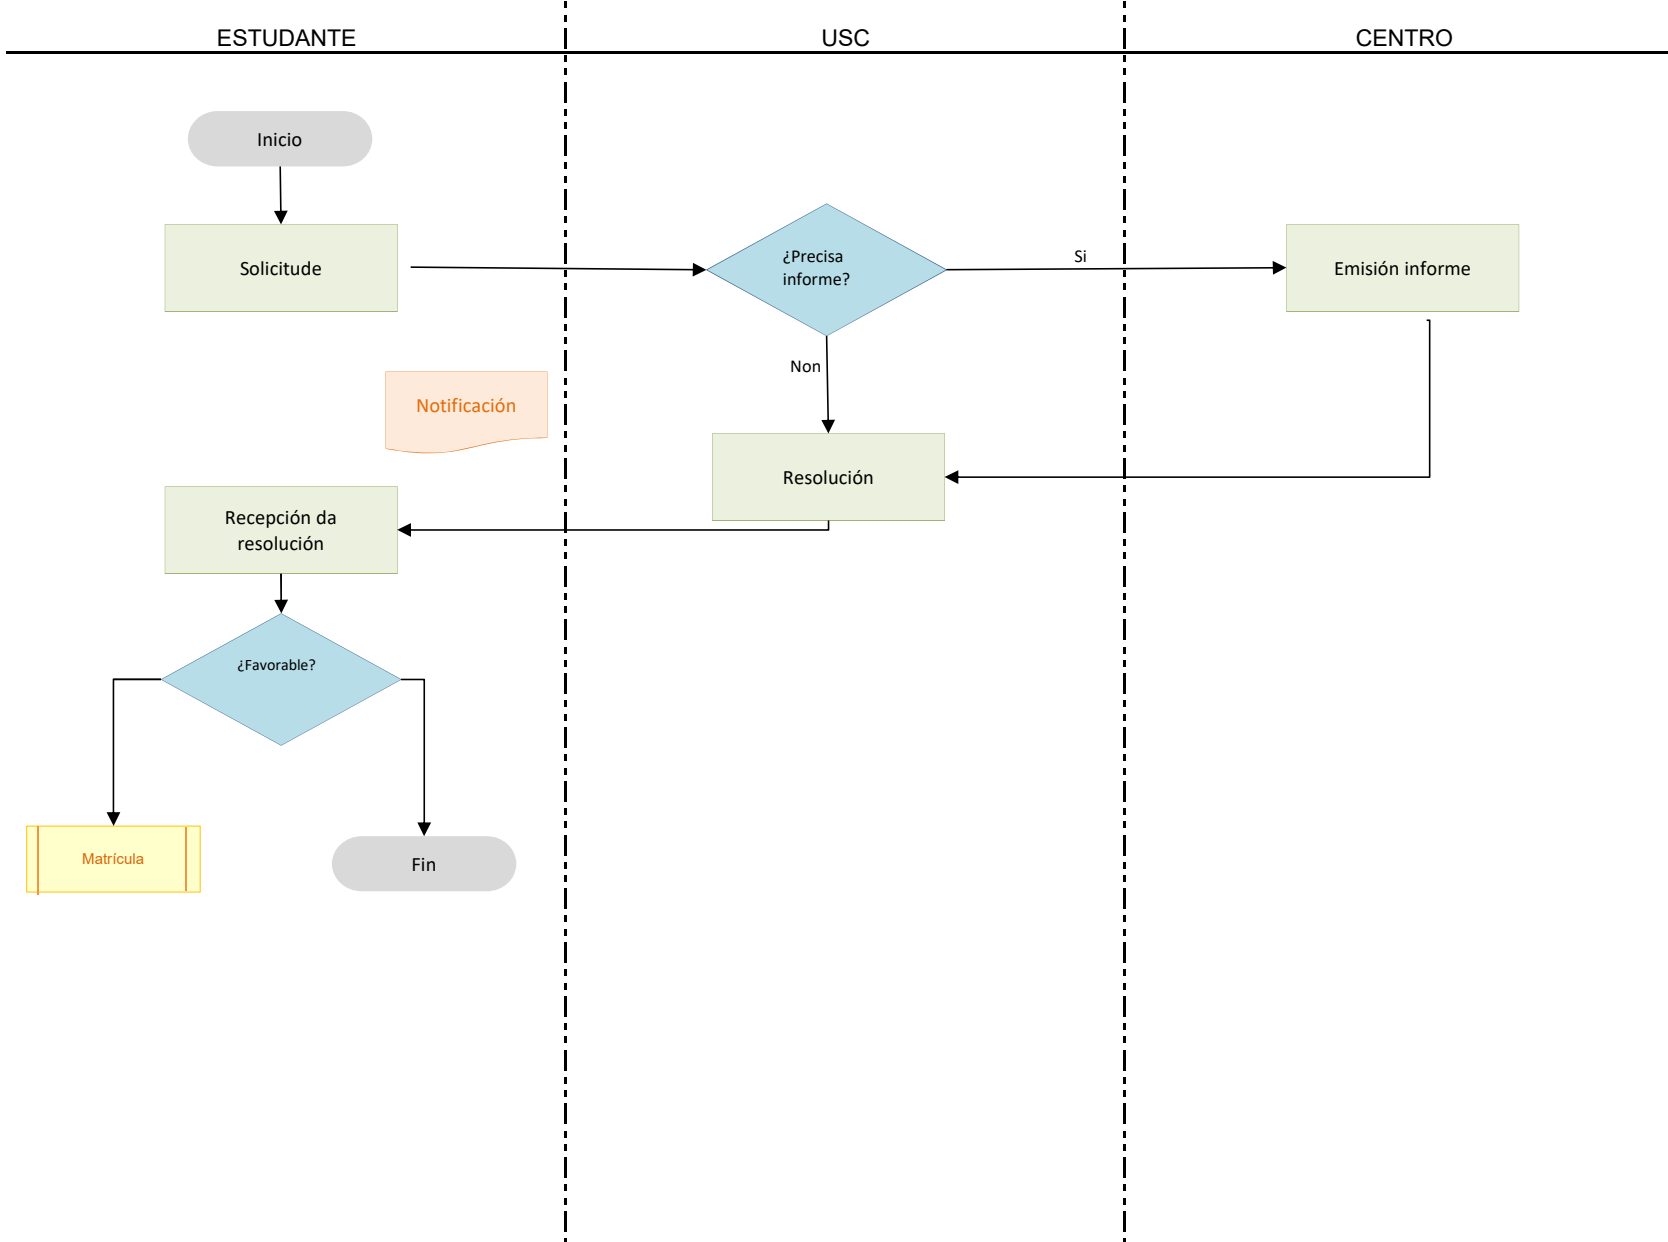 ESTUDANTE
USC
CENTRO
Inicio
Solicitude
¿Precisa
informe?
Si
Emisión informe
Non
Notificación
Resolución
Recepción da
resolución
¿Favorable?
Matrícula
Fin